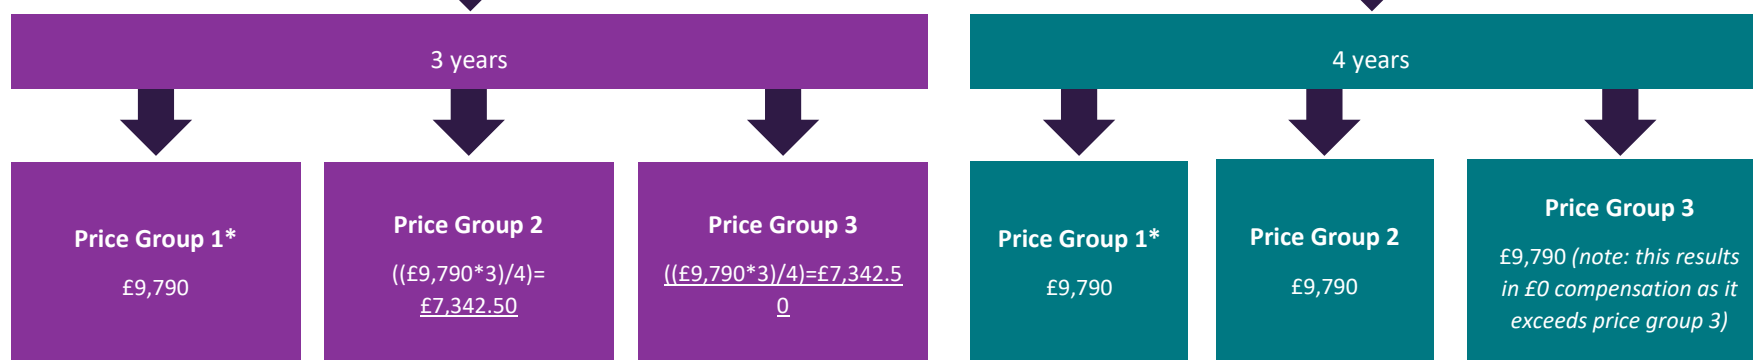 3 years
Price Group 1*
£9,790
Price Group 2
((£9,790*3)/4)=
£7,342.50
Price Group 3
((£9,790*3)/4)=£7,342.5
0
4 years
Price Group 1*
£9,790
Price Group 2
£9,790
Price Group 3
£9,790 (note: this results
in £0 compensation as it
exceeds price group 3)